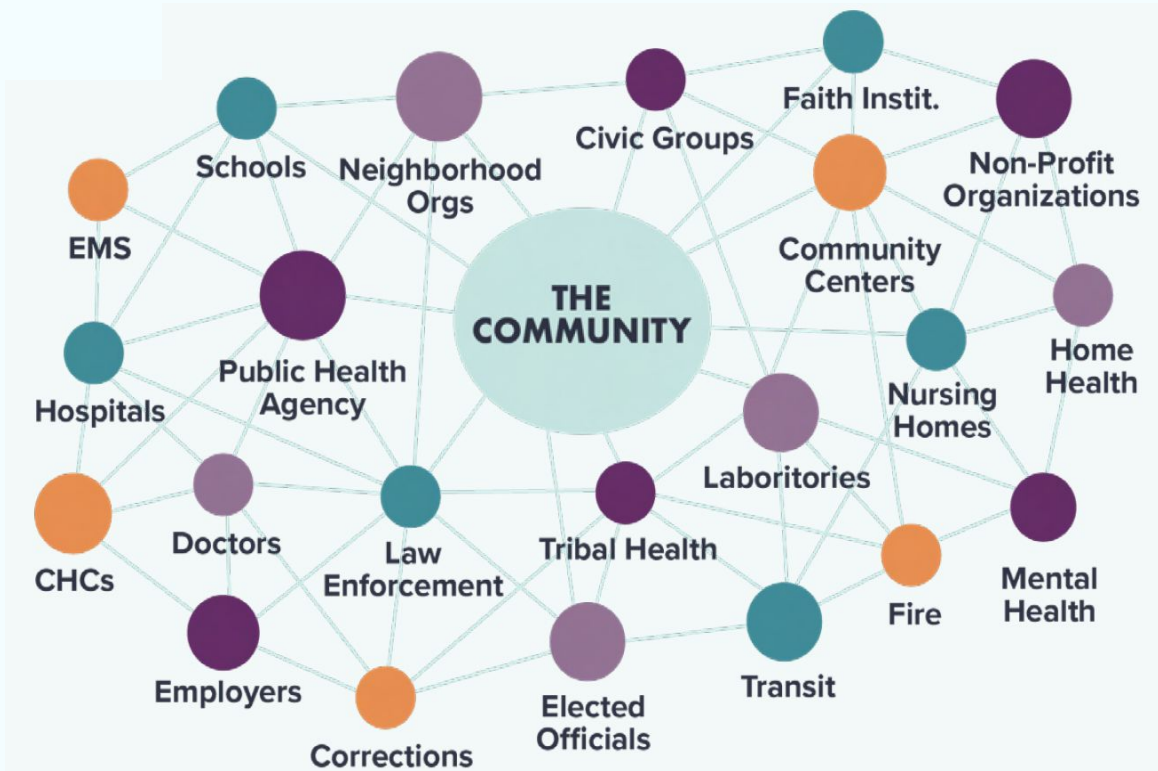 Faith Instit.
Civic Groups
Schools
Neighborhood
Orgs
Non-Profit
Organizations
EMS
Community
Centers
THE
COMMUNITY
Public Health
Agency
Hospitals
Home
Health
Nursing
Homes
Laboritories
Doctors
Law
Enforcement
Tribal Health
CHCs
Fire
Mental
Health
Employers
Transit
Elected
Officials
Corrections